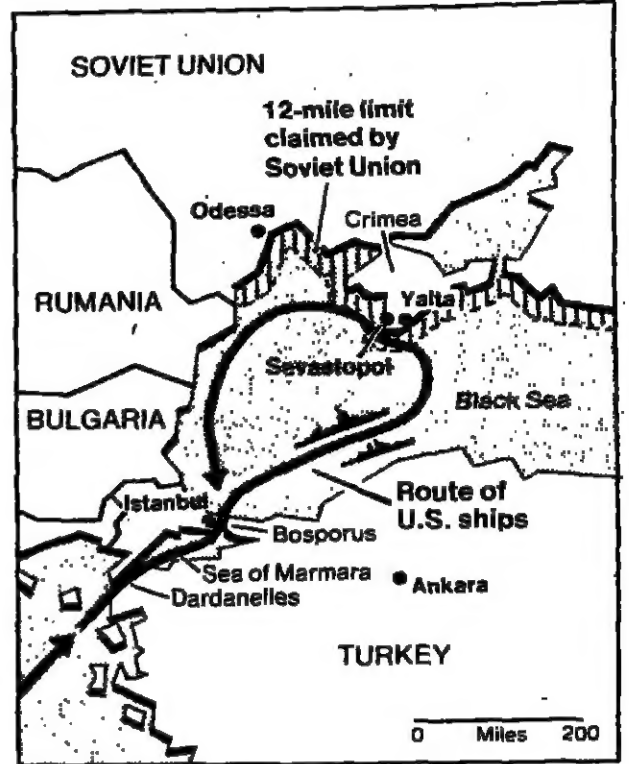 SOVIET UNION
12-mile limit
claimed by
Soviet Union
Odessa
Crimea
RUMANIA
Yalta
Sevastopol
BULGARIA
Black Sea
Istanbul
Route of
U.S. ships
Bosporus
Sea of Marmara
Dardanelles
Ankara
TURKEY
0 Miles 200